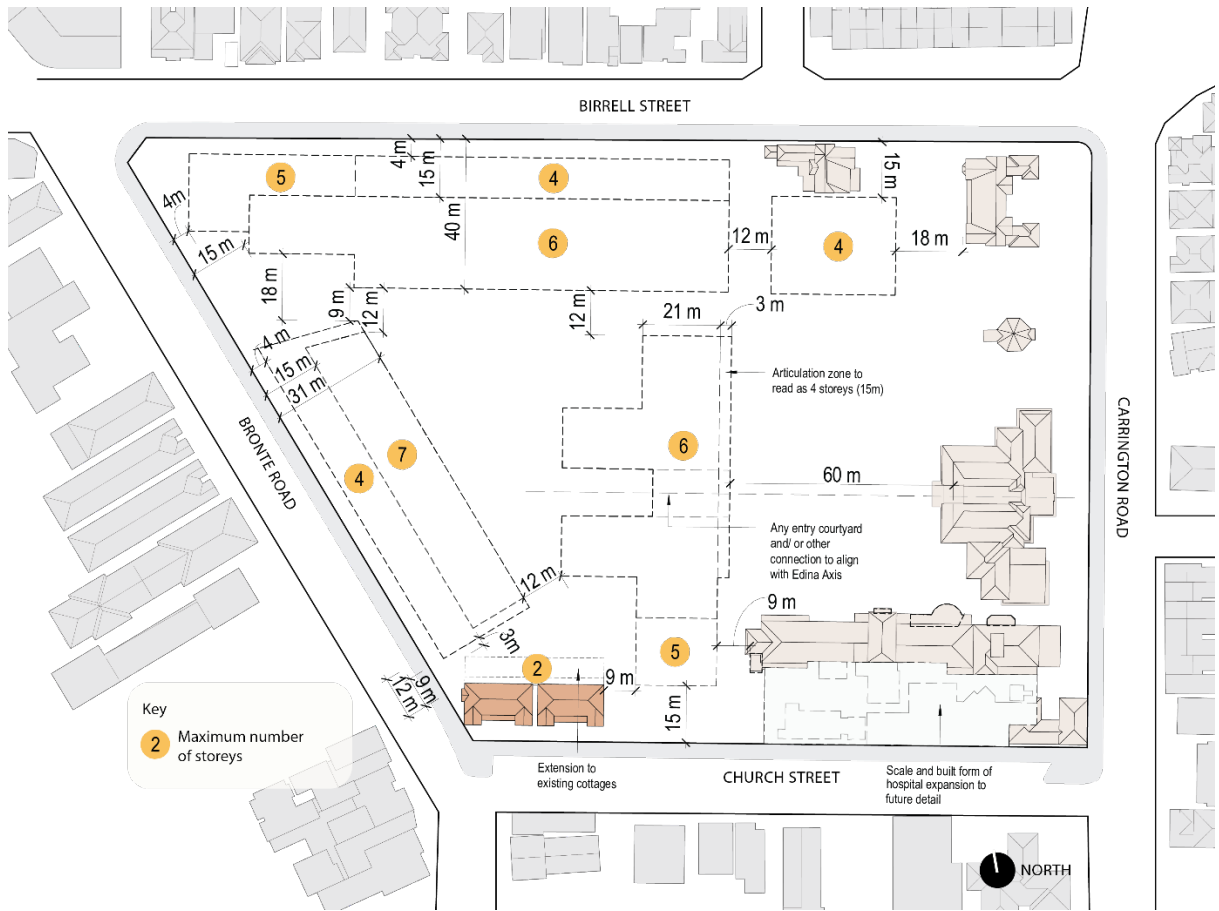 BIRRELL STREET
4 m
15 m
40 m
15 m
5
4
4m
15 m
6
12 m
4
18 m
18 m
9 m
12 m
12 m
21 m
3 m
4 m
15 m
31 m
Articulation zone to
read as 4 storeys (15m)
CARRINGTON ROAD
BRONTE ROAD
7
4
6
60 m
Any entry courtyard
and/ or other
connection to align
with Edina Axis
12 m
9 m
3m
5
2
9 m
15 m
9 m
12 m
Key
2
Maximum number
of storeys
Extension to
existing cottages
CHURCH STREET
Scale and built form of
hospital expansion to
future detail
NORTH